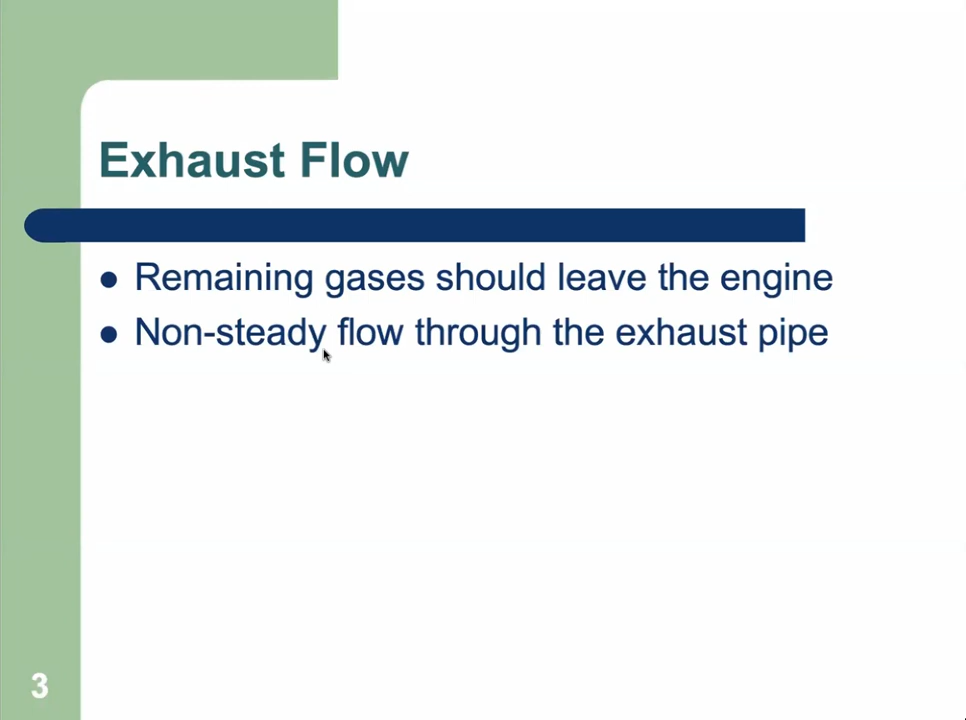 Exhaust Flow
Remaining gases should leave the engine
Non-steady flow through the exhaust pipe
3